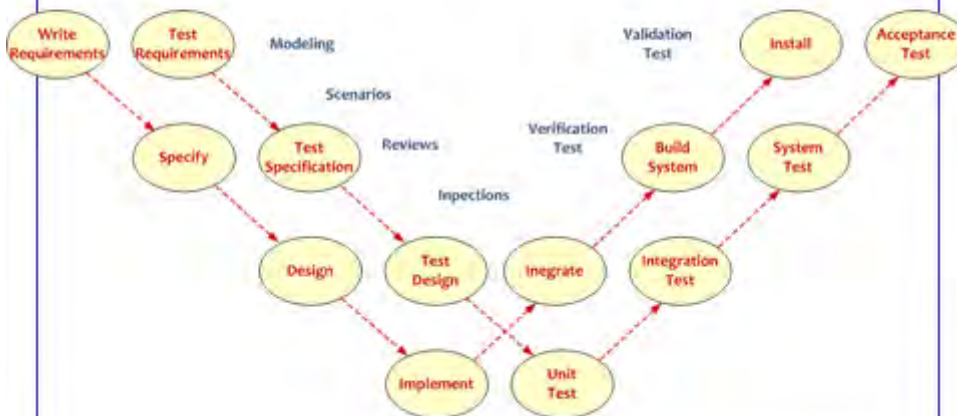 Write
Requirements
Test
Requirements
Modeling
Validation
Test
Install
Acceptance
Test
Scenarios
Specify
Test
Specification
Reviews
Verification
Test
Build
System
System
Test
Inpections
Design
Test
Design
Inegrate
Integration
Test
Implement
Unit
Test